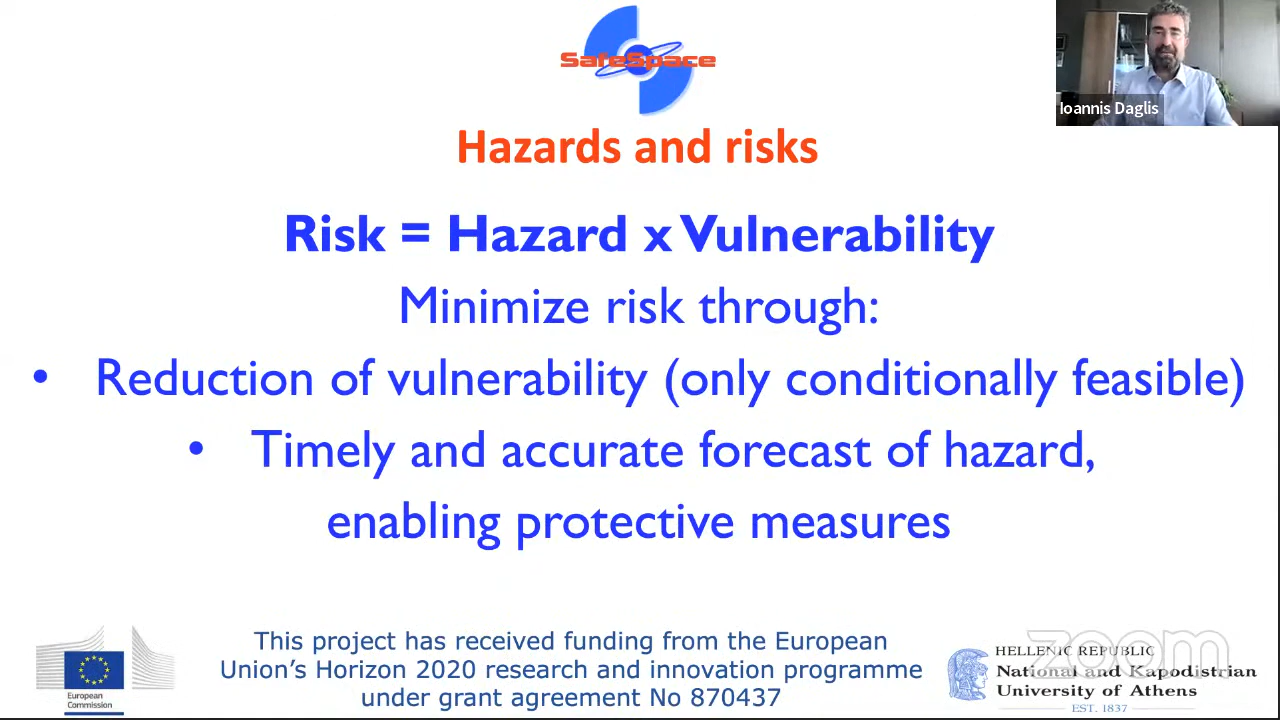 SafeSpace
Ioannis Daglis
Hazards and risks
Risk = Hazard x Vulnerability
Minimize risk through:
• Reduction of vulnerability (only conditionally feasible)
• Timely and accurate forecast of hazard,
enabling protective measures
This project has received funding from the European
Union's Horizon 2020 research and innovation programme
under grant agreement No 870437
European
Commission
zoom
HELLENIC REPUBLIC
National and Kapodistrian
University of Athens
EST. 1837